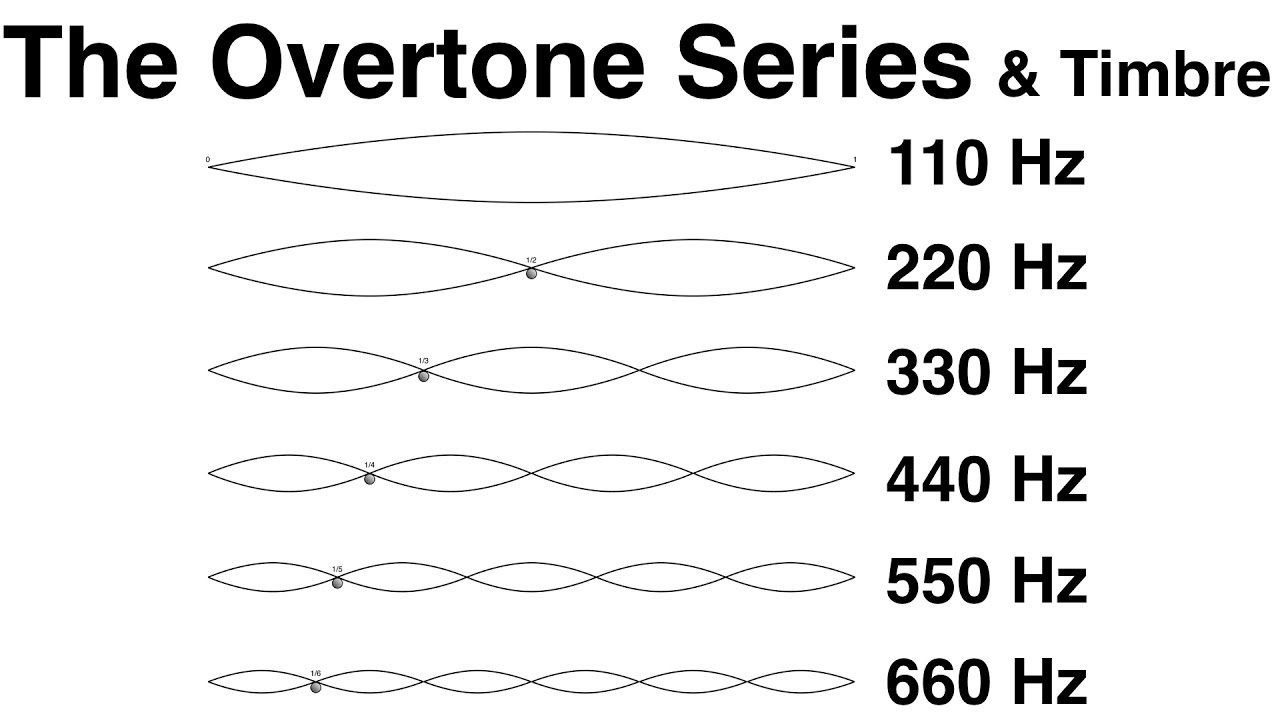 The Overtone Series & Timbre
0 1 110 Hz
1/2 220 Hz
1/3 330 Hz
1/4 440 Hz
1/5 550 Hz
1/6 660 Hz